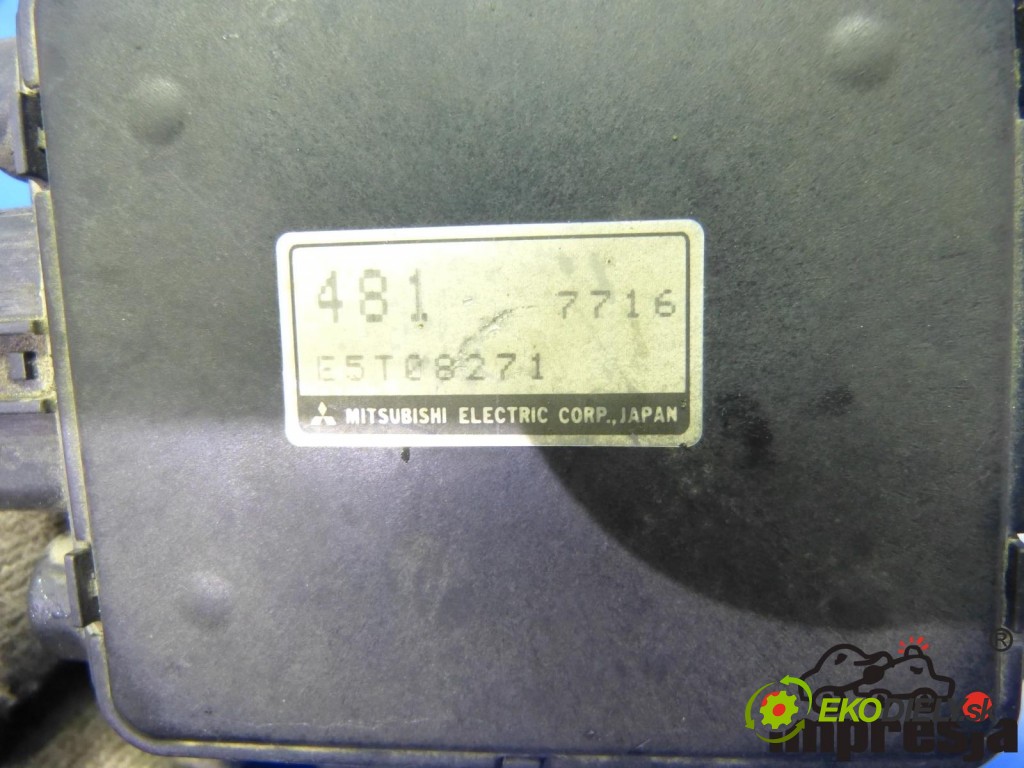 481 7716
E5T08271
MITSUBISHI ELECTRIC CORP., JAPAN
®
EKO
sk
impresja